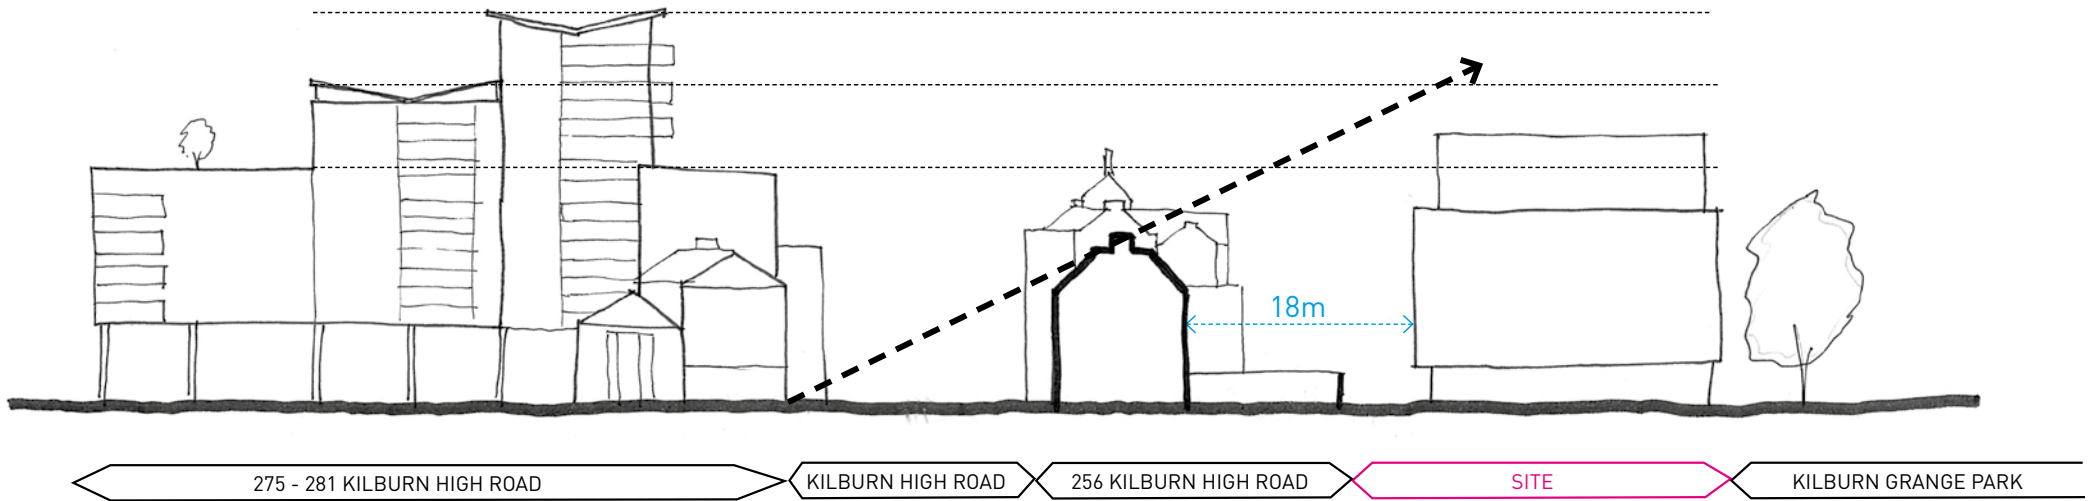 18m
275 - 281 KILBURN HIGH ROAD
KILBURN HIGH ROAD
256 KILBURN HIGH ROAD
SITE
KILBURN GRANGE PARK